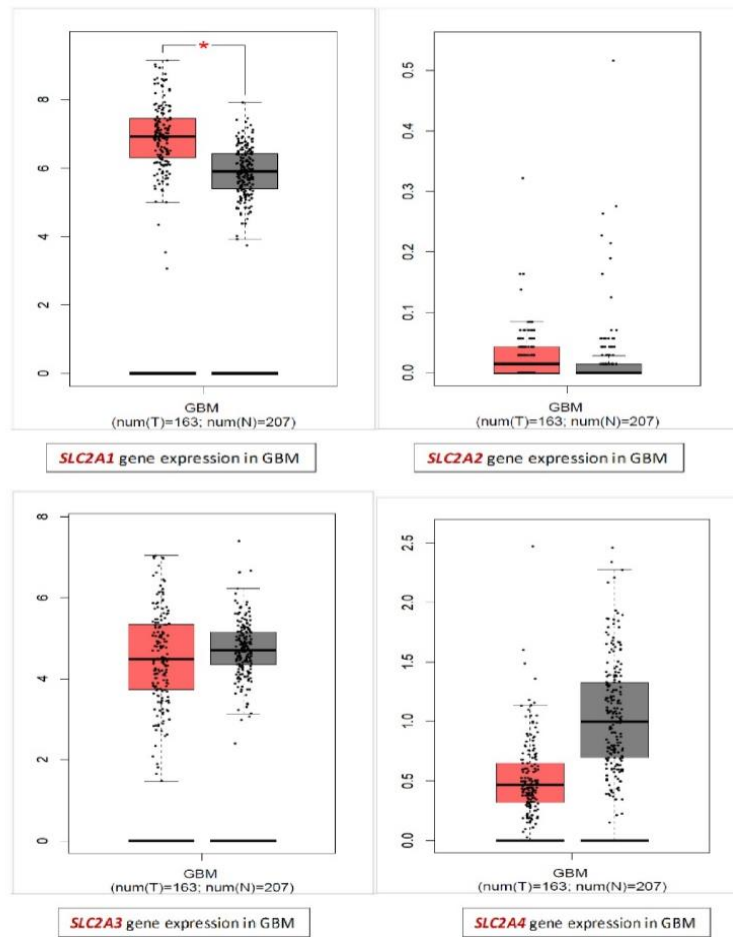 *
8
6
4
2
0
GBM
(num(T)=163; num(N)=207)
SLC2A1 gene expression in GBM
0.5
0.4
0.3
0.2
0.1
0.0
GBM
(num(T)=163; num(N)=207)
SLC2A2 gene expression in GBM
8
6
4
2
0
GBM
(num(T)=163; num(N)=207)
SLC2A3 gene expression in GBM
2.5
2.0
1.5
1.0
0.5
0.0
GBM
(num(T)=163; num(N)=207)
SLC2A4 gene expression in GBM